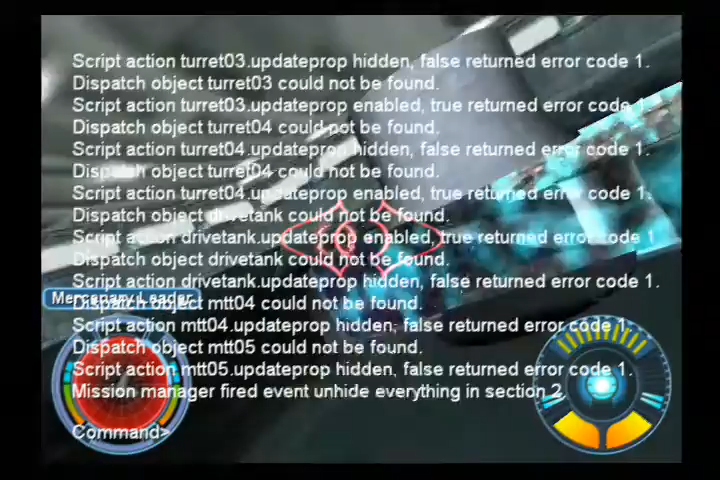 Script action turret03.updateprop hidden, false returned error code 1.
Dispatch object turret03 could not be found.
Script action turret03.updateprop enabled, true returned error code 1.
Dispatch object turret04 could not be found.
Script action turret04.updateprop hidden, false returned error code 1.
Dispatch object turret04 could not be found.
Script action turret04.updateprop enabled, true returned error code 1.
Dispatch object drivetank could not be found.
Script action drivetank.updateprop enabled, true returned error code 1
Dispatch object drivetank could not be found.
Script action drivetank.updateprop hidden, false returned error code 1.
Mercenary Leader
Dispatch object mtt04 could not be found.
Script action mtt04.updateprop hidden, false returned error code 1.
Dispatch object mtt05 could not be found.
Script action mtt05.updateprop hidden, false returned error code 1.
Mission manager fired event unhide everything in section 2
Command>